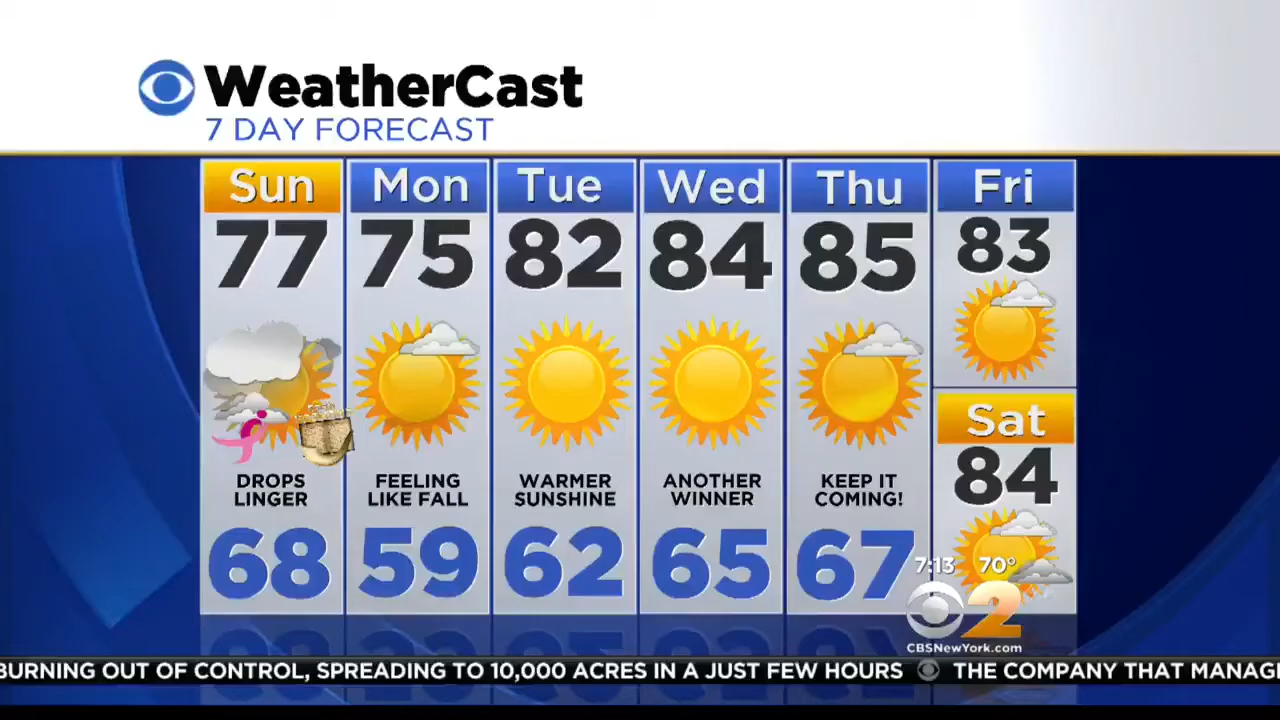 WeatherCast
7 DAY FORECAST
Sun
77
DROPS
LINGER
68
Mon
75
FEELING
LIKE FALL
59
Tue
82
WARMER
SUNSHINE
62
Wed
84
ANOTHER
WINNER
65
Thu
85
KEEP IT
COMING!
67
Fri
83
Sat
84
7:13 70°
2
CBSNewYork.com
BURNING OUT OF CONTROL, SPREADING TO 10,000 ACRES IN A JUST FEW HOURS THE COMPANY THAT MANAG